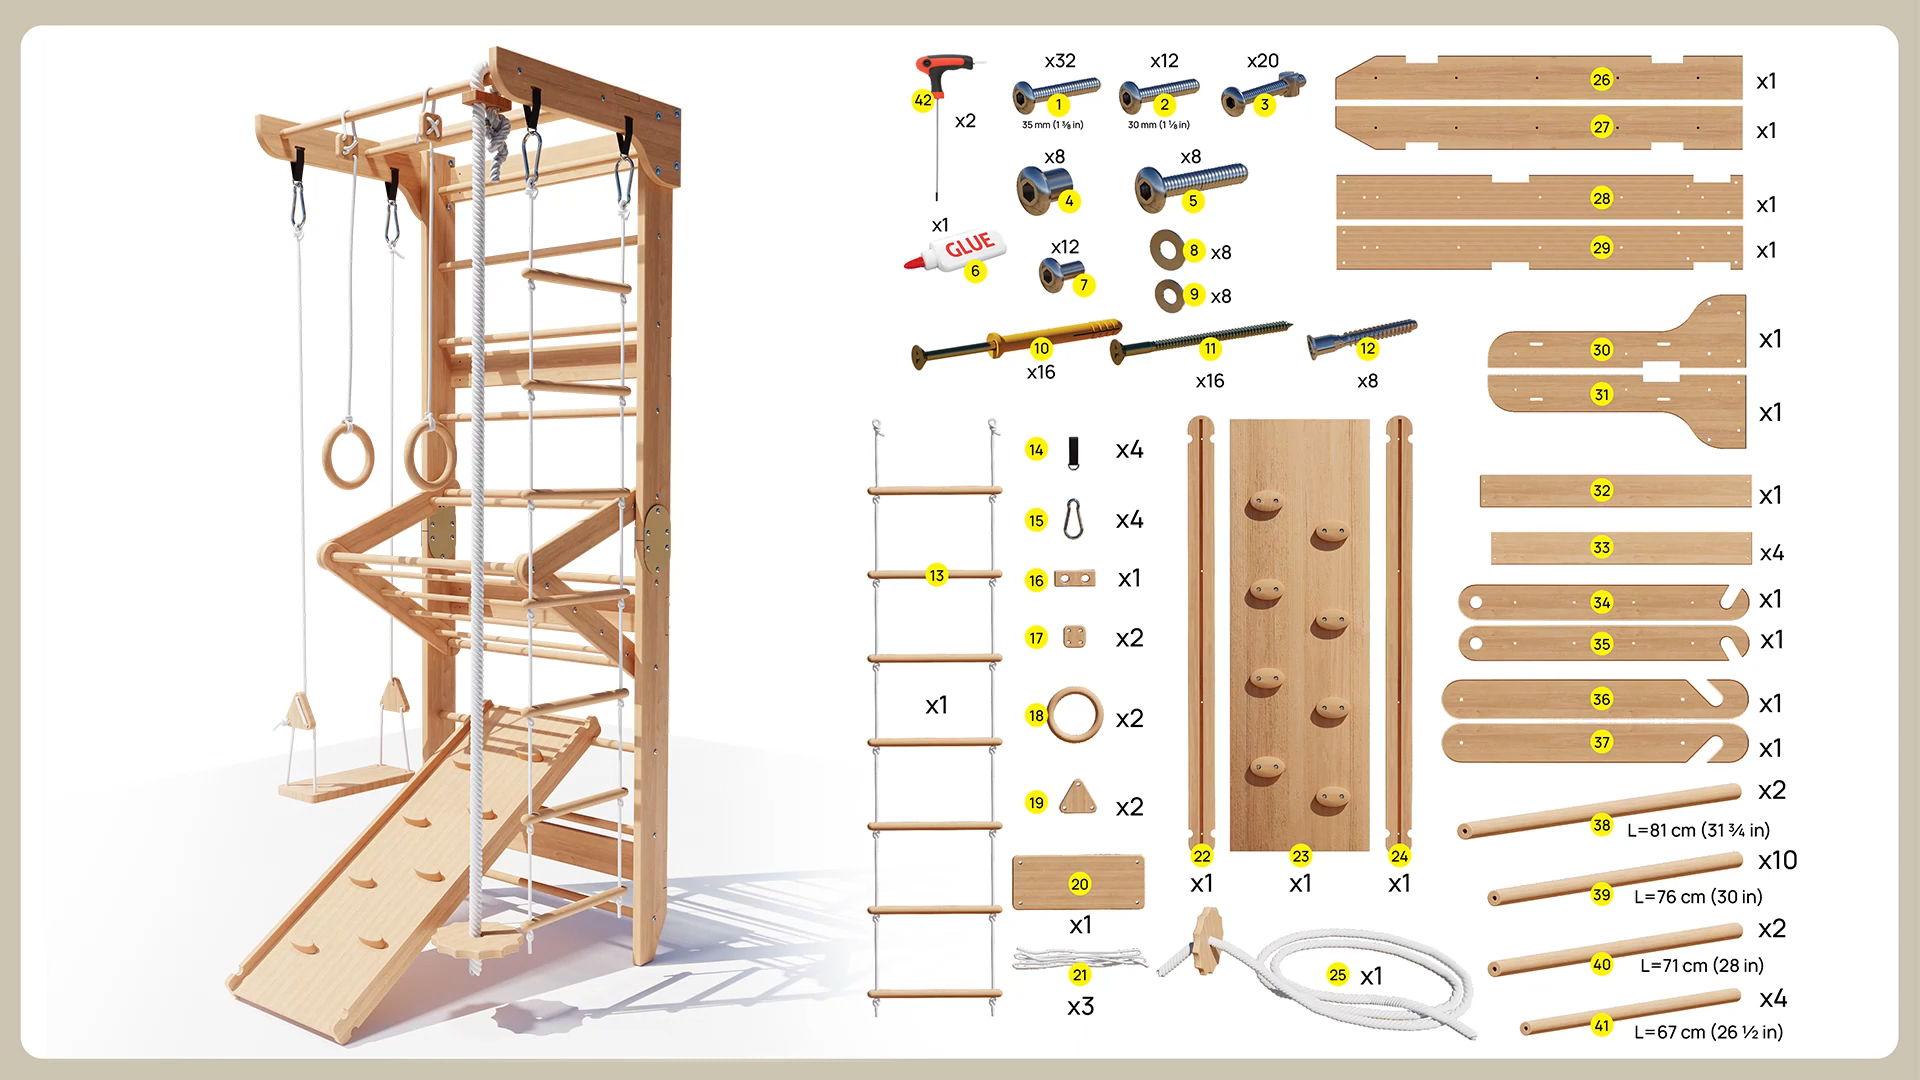 42
x2
x32
1
35 mm (1 ⅜ in)
x12
2
30 mm (1 ⅛ in)
x20
3
x8
4
x8
5
x1
GLUE
6
x12
7
8 x8
9 x8
10
x16
11
x16
12
x8
13
x1
14 x4
15 x4
16 x1
17 x2
18 x2
19 x2
20
x1
21
x3
22
x1
23
x1
24
x1
25 x1
26 x1
27 x1
28 x1
29 x1
30 x1
31 x1
32 x1
33 x4
34 x1
35 x1
36 x1
37 x1
x2
38 L=81 cm (31 ¾ in)
x10
39 L=76 cm (30 in)
x2
40 L=71 cm (28 in)
x4
41 L=67 cm (26 ½ in)